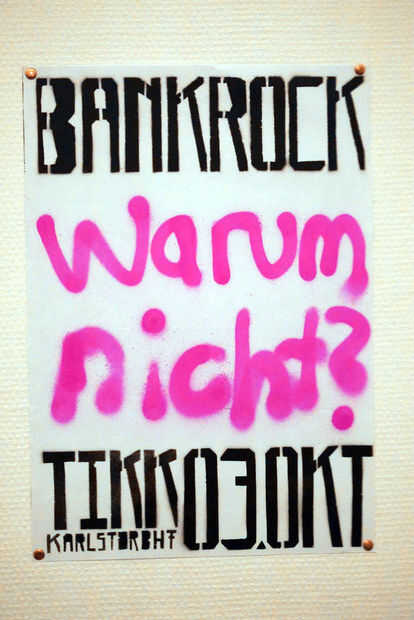 BANKROCK
Warum
nicht?
TIKK 03.OKT
KARLSTORBHF